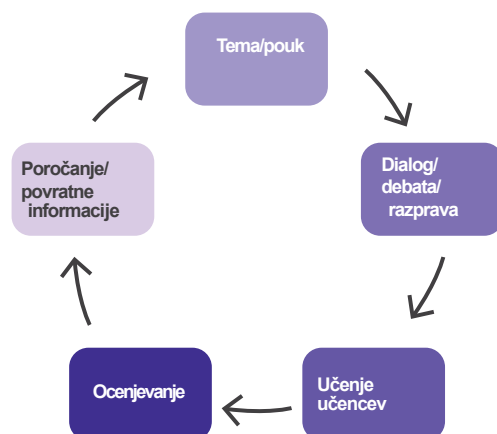 Tema/pouk
Dialog/
debata/
razprava
Učenje
učencev
Ocenjevanje
Poročanje/
povratne
informacije